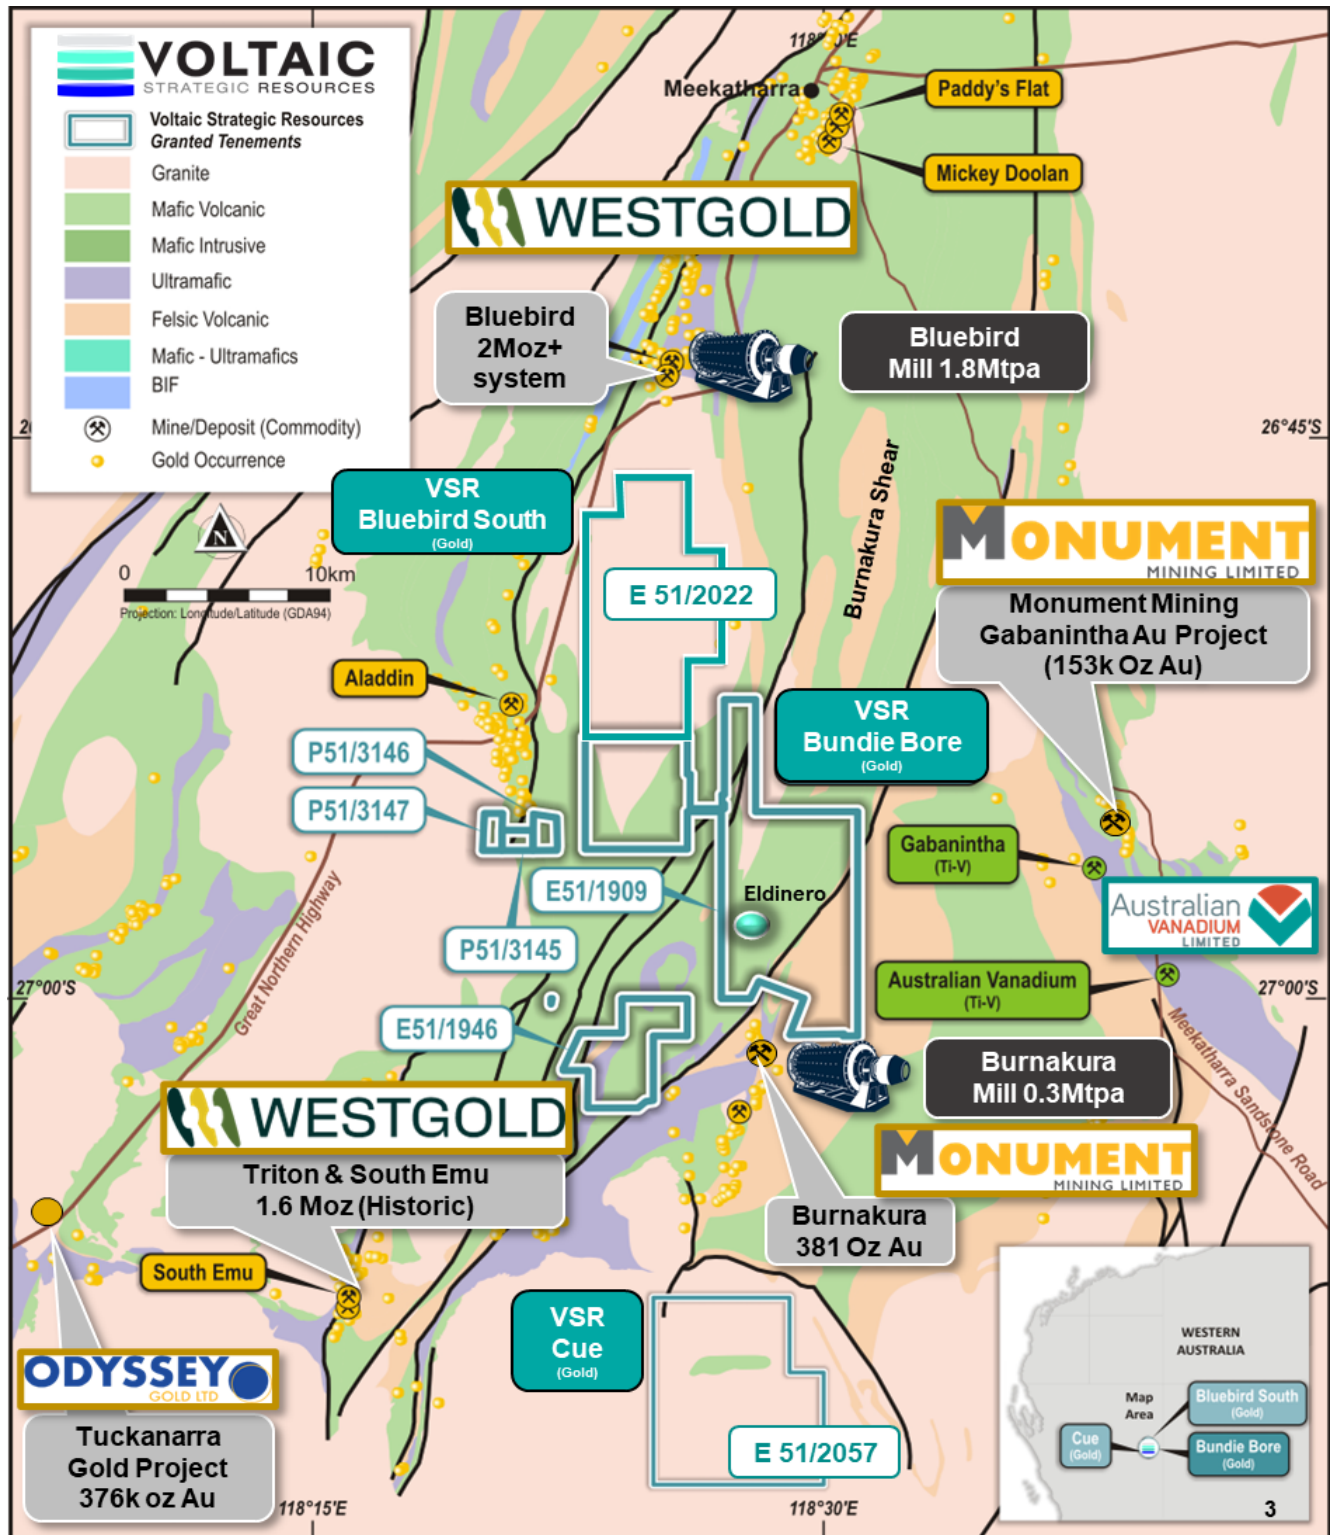 VOLTAIC
STRATEGIC RESOURCES
Voltaic Strategic Resources
Granted Tenements
Granite
Mafic Volcanic
Mafic Intrusive
Ultramafic
Felsic Volcanic
Mafic - Ultramafics
BIF
Mine/Deposit (Commodity)
Gold Occurrence
Meekatharra
Paddy's Flat
Mickey Doolan
WESTGOLD
Bluebird
2Moz+
system
Bluebird
Mill 1.8Mtpa
26°45'S
VSR
Bluebird South
(Gold)
N
0 10km
Projection: Longitude/Latitude (GDA94)
E 51/2022
Burnakura Shear
MONUMENT
MINING LIMITED
Monument Mining
Gabanintha Au Project
(153k Oz Au)
Aladdin
P51/3146
P51/3147
VSR
Bundie Bore
(Gold)
Gabanintha
(Ti-V)
E51/1909
Eldinero
Australian
VANADIUM
LIMITED
P51/3145
Great Northern Highway
Australian Vanadium
(Ti-V)
27°00'S
27°00'S
E51/1946
Meekatharra Sandstone Road
Burnakura
Mill 0.3Mtpa
WESTGOLD
Triton & South Emu
1.6 Moz (Historic)
MONUMENT
MINING LIMITED
Burnakura
381 Oz Au
South Emu
VSR
Cue
(Gold)
E 51/2057
ODYSSEY
GOLD LTD
Tuckanarra
Gold Project
376k oz Au
118°15'E
118°30'E
WESTERN
AUSTRALIA
Map
Area
Bluebird South
(Gold)
Cue
(Gold)
Bundie Bore
(Gold)
3